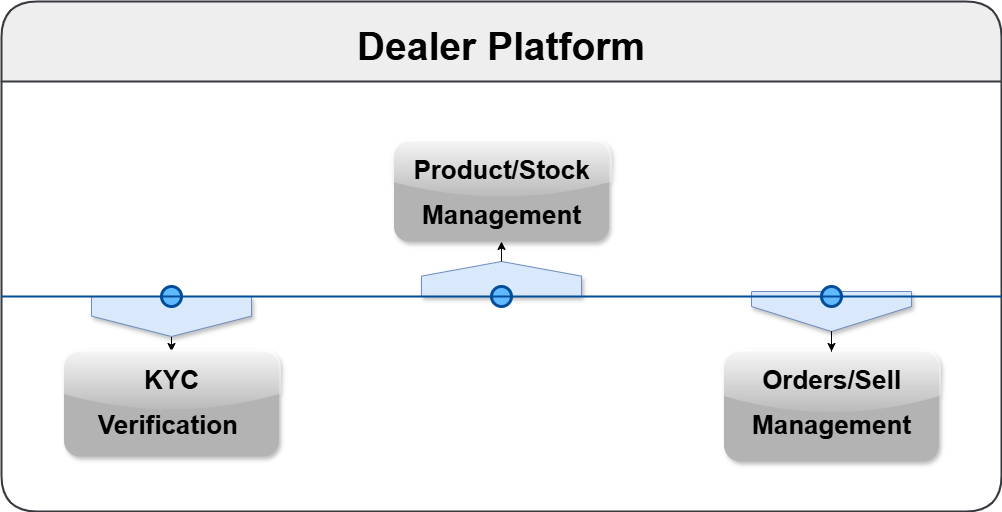 Dealer Platform
Product/Stock
Management
KYC
Verification
Orders/Sell
Management